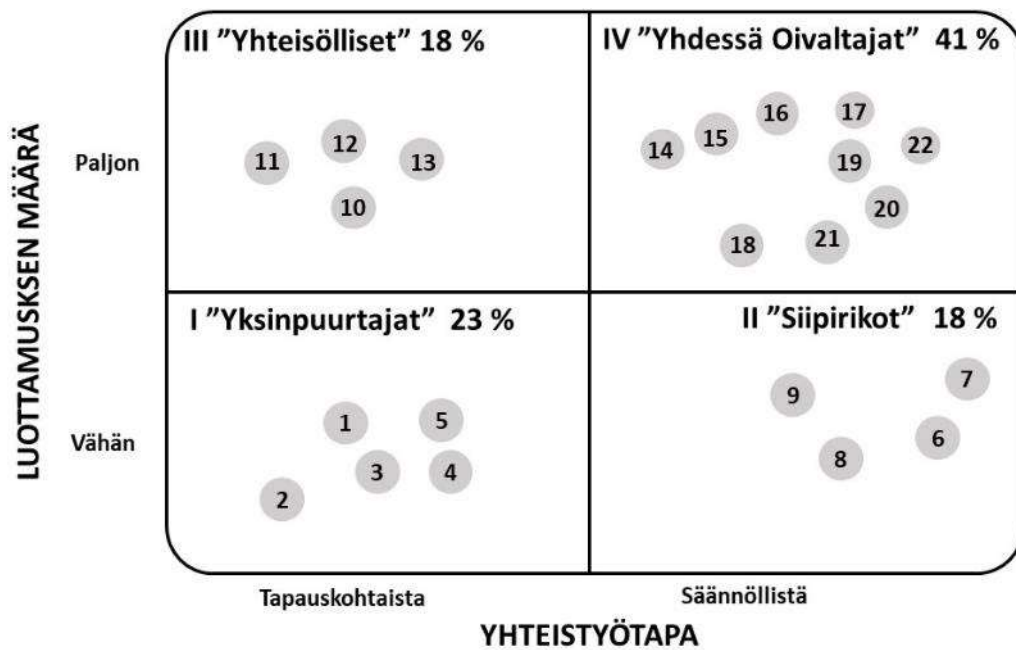 III ”Yhteisölliset” 18 %
IV ”Yhdessä Oivaltajat” 41 %
LUOTTAMUSKSEN MÄÄRÄ
Paljon
11
12
13
10
14
15
16
17
22
19
20
18
21
I ”Yksinpuurtajat” 23 %
II ”Siipirikot” 18 %
Vähän
1
5
3
4
2
9
7
6
8
Tapauskohtaista
Säännöllistä
YHTEISTYÖTAPA